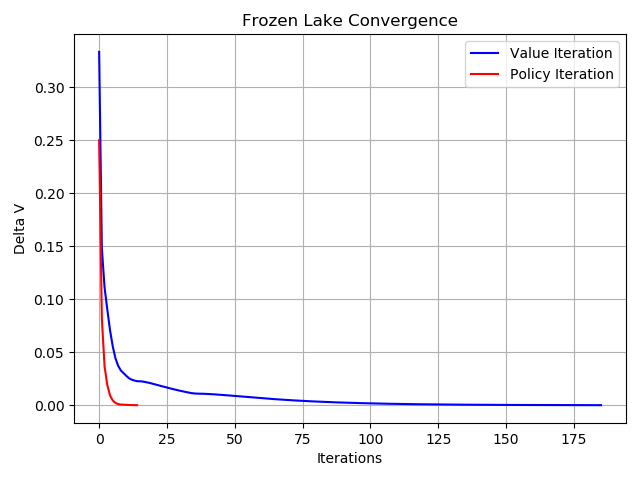 Frozen Lake Convergence
Value Iteration
Policy Iteration
0.30
0.25
0.20
0.15
0.10
0.05
0.00
Delta V
0 25 50 75 100 125 150 175
Iterations